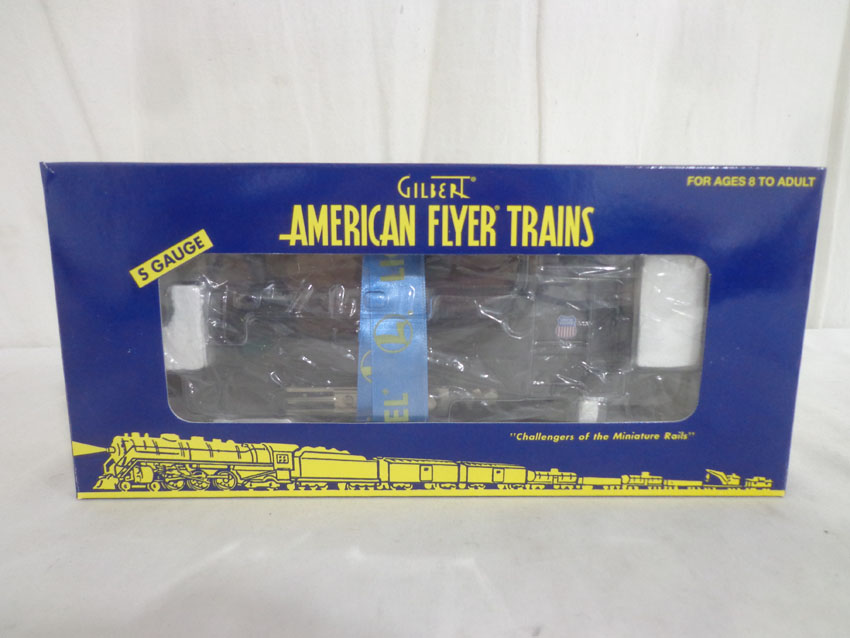 GILBERT®
FOR AGES 8 TO ADULT
AMERICAN FLYER® TRAINS
S GAUGE
"Challengers of the Miniature Rails"